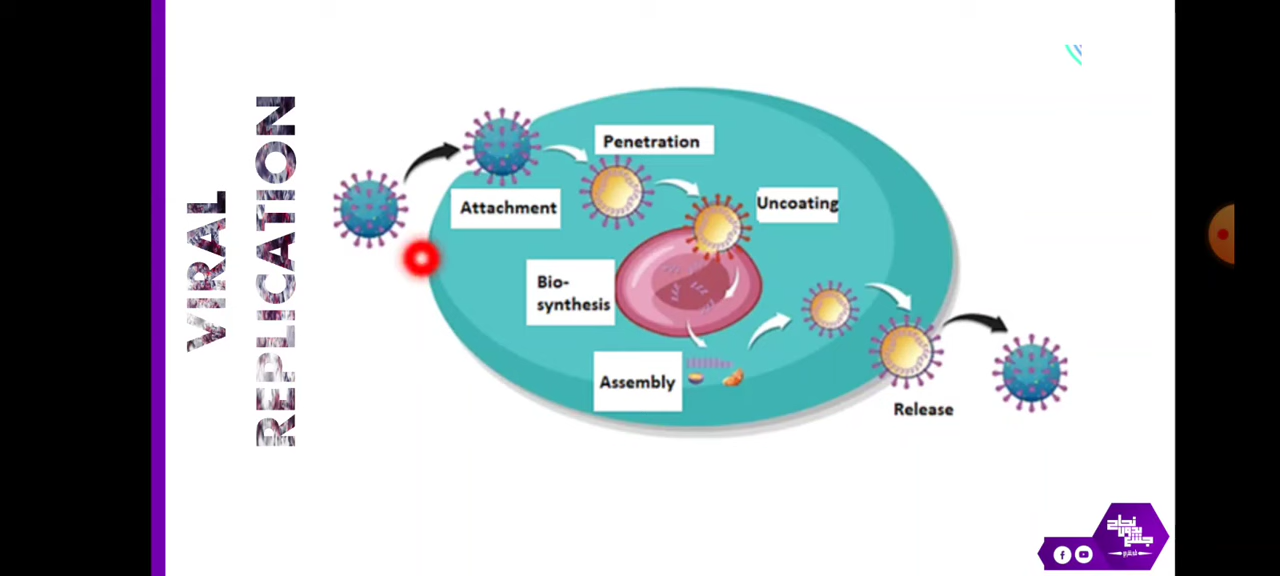 VIRAL
REPLICATION
Penetration
Attachment
Uncoating
Bio-
synthesis
Assembly
Release